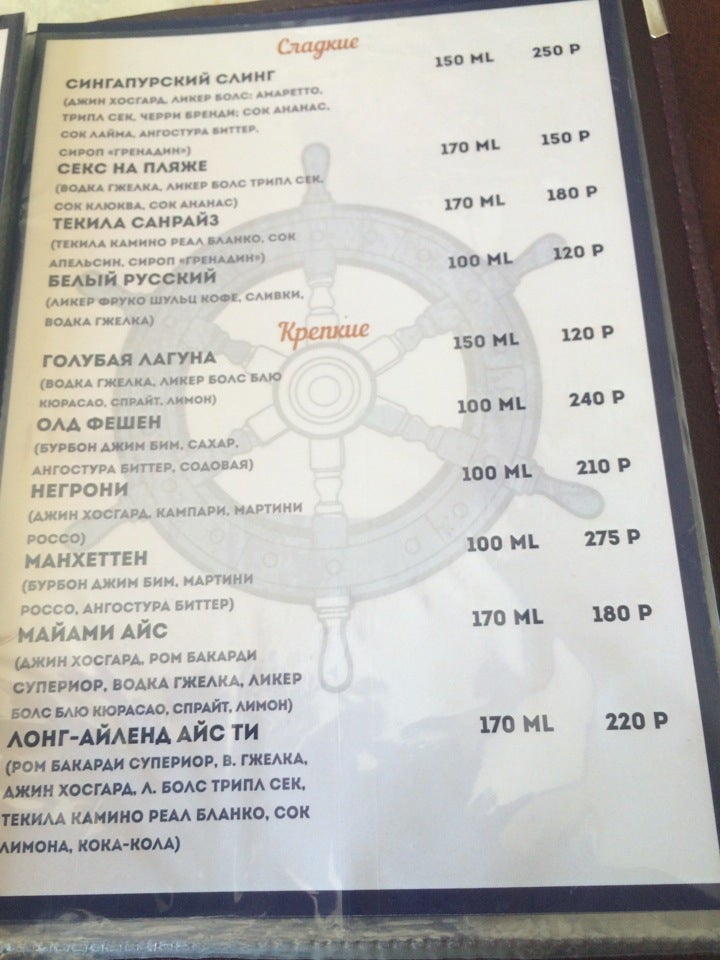 Сладкие
СИНГАПУРСКИЙ СЛИНГ 150 ML 250 Р
(ДЖИН ХОСГАРД, ЛИКЕР БОЛС: АМАРЕТТО,
ТРИПЛ СЕК, ЧЕРРИ БРЕНДИ; СОК АНАНАС,
СОК ЛАЙМА, АНГОСТУРА БИТТЕР,
СИРОП «ГРЕНАДИН»)
СЕКС НА ПЛЯЖЕ 170 ML 150 Р
(ВОДКА ГЖЕЛКА, ЛИКЕР БОЛС ТРИПЛ СЕК,
СОК КЛЮКВА, СОК АНАНАС)
ТЕКИЛА САНРАЙЗ 170 ML 180 Р
(ТЕКИЛА КАМИНО РЕАЛ БЛАНКО, СОК
АПЕЛЬСИН, СИРОП «ГРЕНАДИН»)
БЕЛЫЙ РУССКИЙ 100 ML 120 Р
(ЛИКЕР ФРУКО ШУЛЬЦ КОФЕ, СЛИВКИ,
ВОДКА ГЖЕЛКА)
Крепкие
ГОЛУБАЯ ЛАГУНА 150 ML 120 Р
(ВОДКА ГЖЕЛКА, ЛИКЕР БОЛС БЛЮ
КЮРАСАО, СПРАЙТ, ЛИМОН)
ОЛД ФЕШЕН 100 ML 240 Р
(БУРБОН ДЖИМ БИМ, САХАР,
АНГОСТУРА БИТТЕР, СОДОВАЯ)
НЕГРОНИ 100 ML 210 Р
(ДЖИН ХОСГАРД, КАМПАРИ, МАРТИНИ
РОССО)
МАНХЕТТЕН 100 ML 275 Р
(БУРБОН ДЖИМ БИМ, МАРТИНИ
РОССО, АНГОСТУРА БИТТЕР)
МАЙАМИ АЙС 170 ML 180 Р
(ДЖИН ХОСГАРД, РОМ БАКАРДИ
СУПЕРИОР, ВОДКА ГЖЕЛКА, ЛИКЕР
БОЛС БЛЮ КЮРАСАО, СПРАЙТ, ЛИМОН)
ЛОНГ-АЙЛЕНД АЙС ТИ 170 ML 220 Р
(РОМ БАКАРДИ СУПЕРИОР, В. ГЖЕЛКА,
ДЖИН ХОСГАРД, Л. БОЛС ТРИПЛ СЕК,
ТЕКИЛА КАМИНО РЕАЛ БЛАНКО, СОК
ЛИМОНА, КОКА-КОЛА)